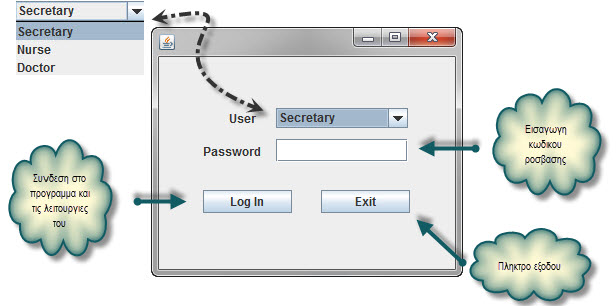 Secretary
Secretary
Nurse
Doctor
User
Secretary
Password
Log In
Exit
Εισαγωγη
κωδικου
ροσβασης
Συνδεση στο
προγραμμα και
τις λειτουργιες
του
Πληκτρο εξοδου